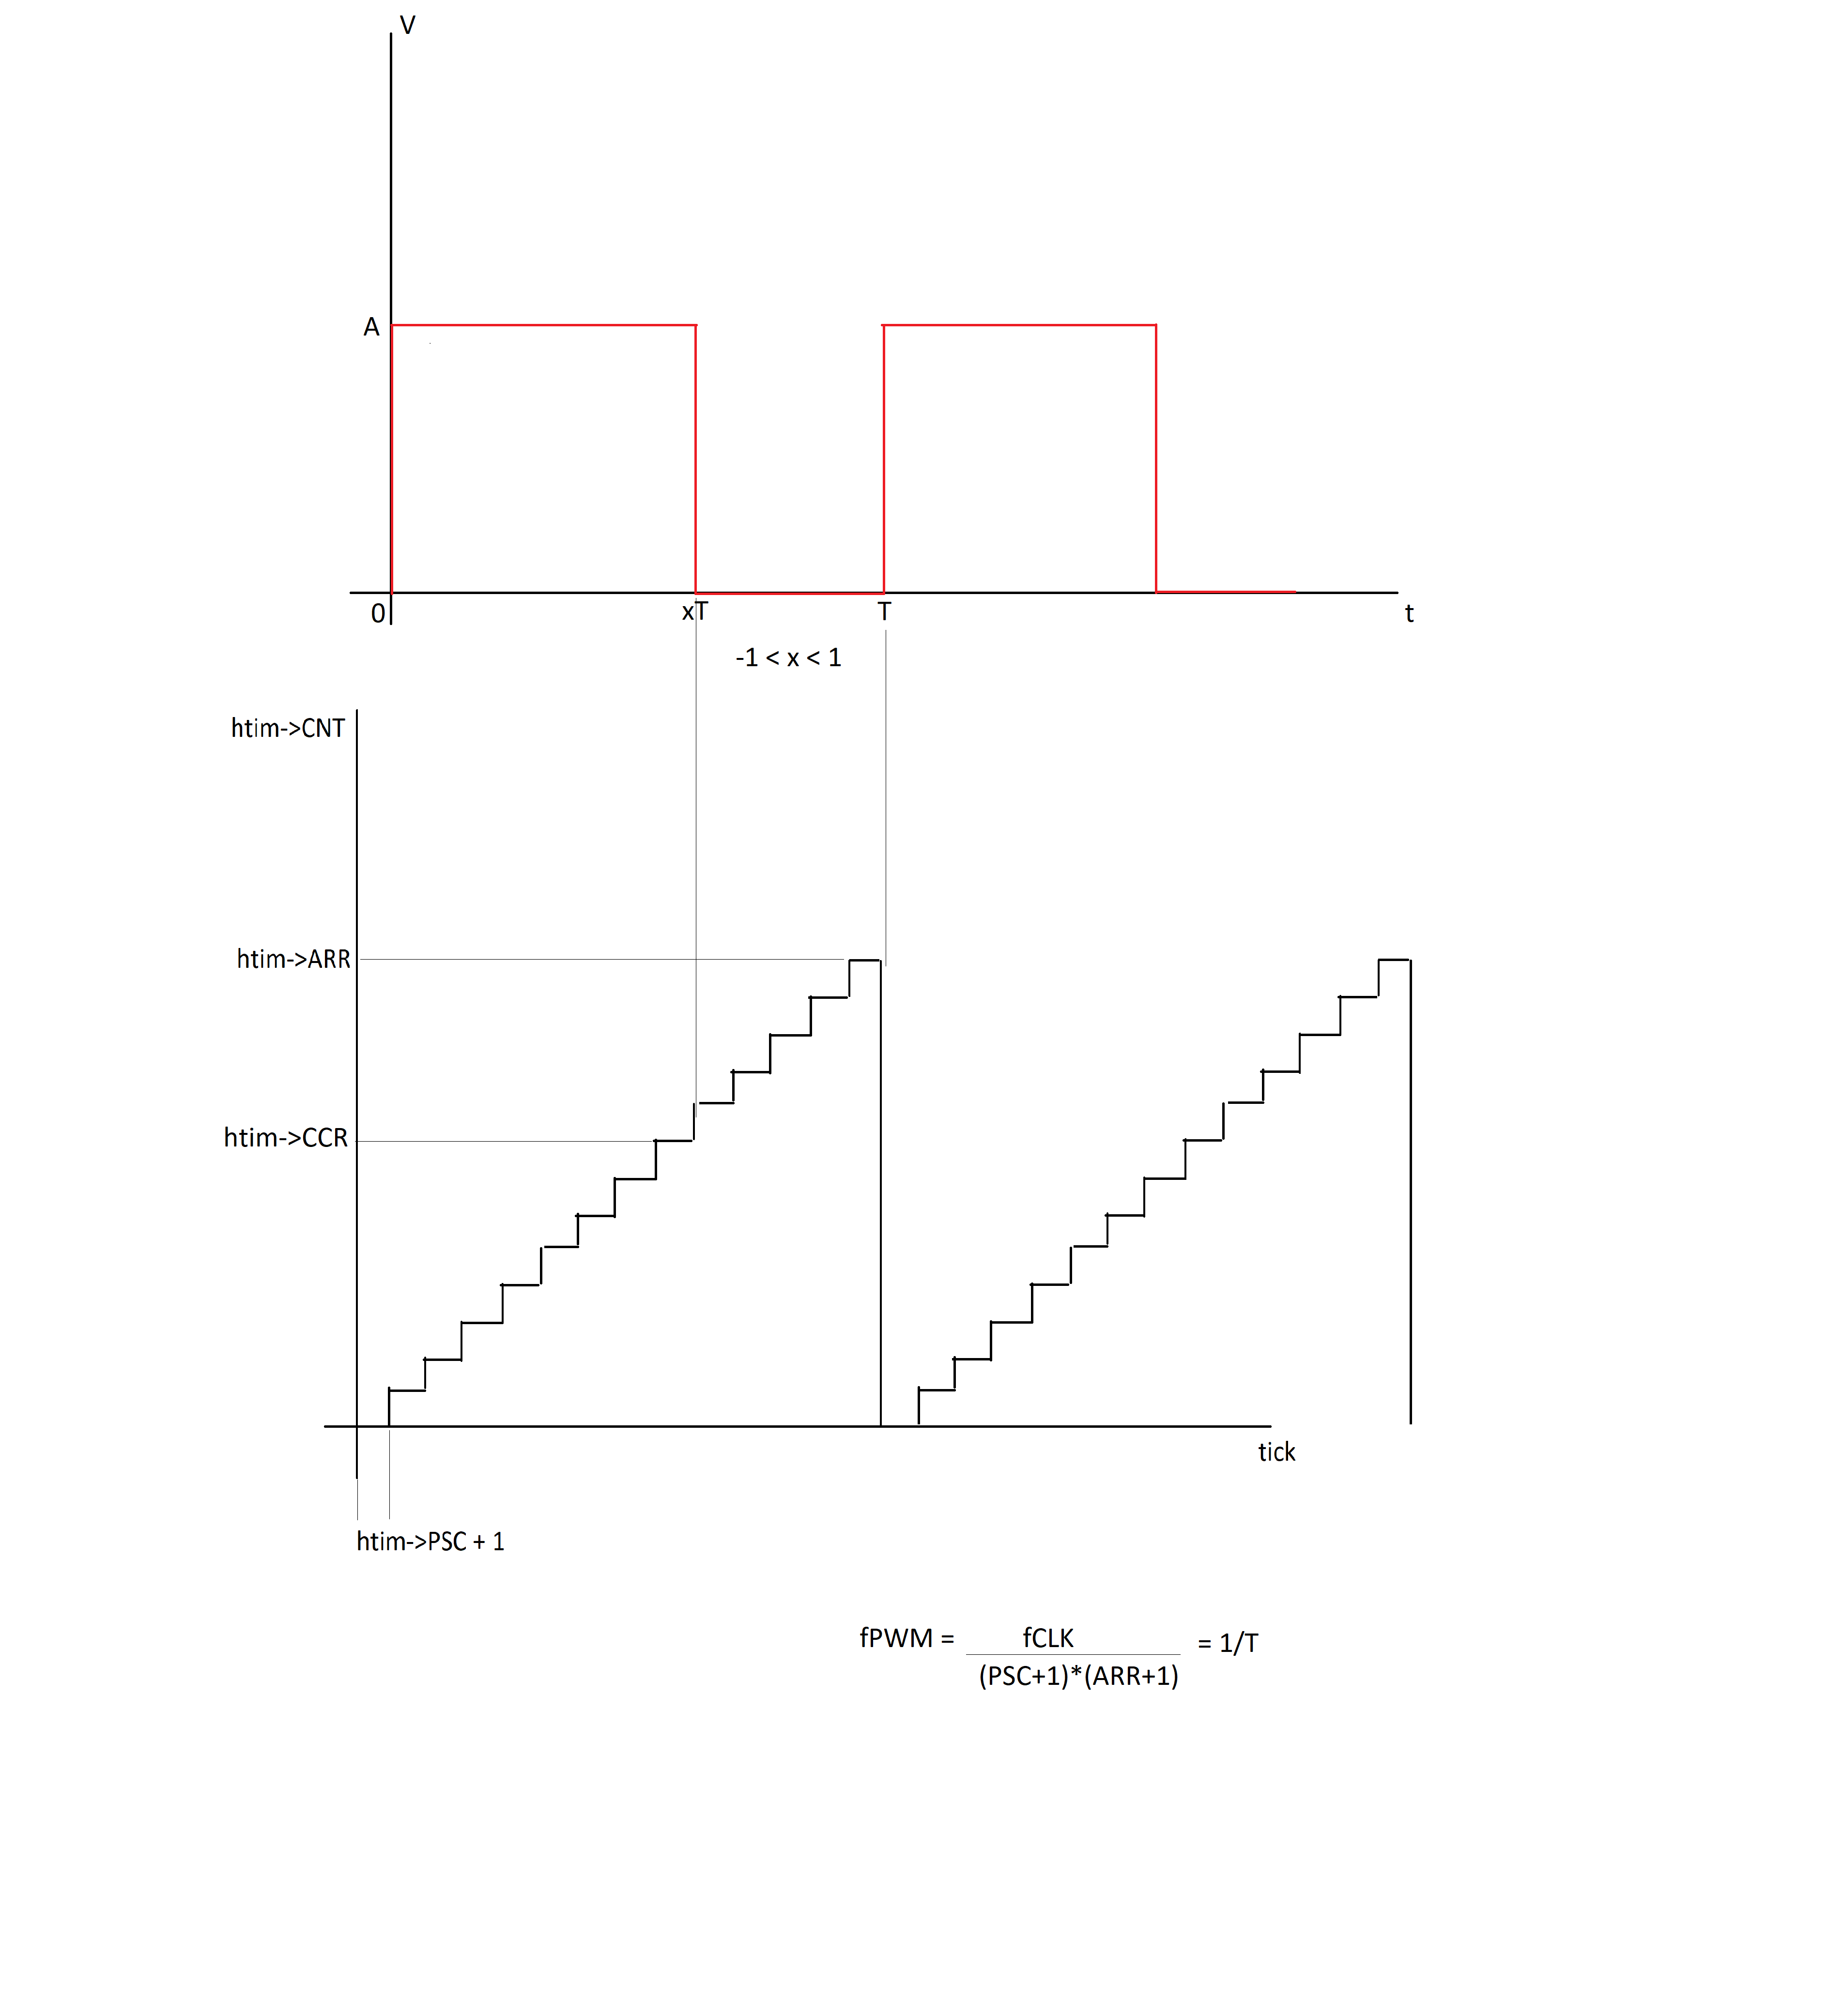 V
A
0
xT
T
t
-1 < x < 1
htim->CNT
htim->ARR
htim->CCR
tick
htim->PSC + 1
fPWM = fCLK = 1/T
(PSC+1)*(ARR+1)